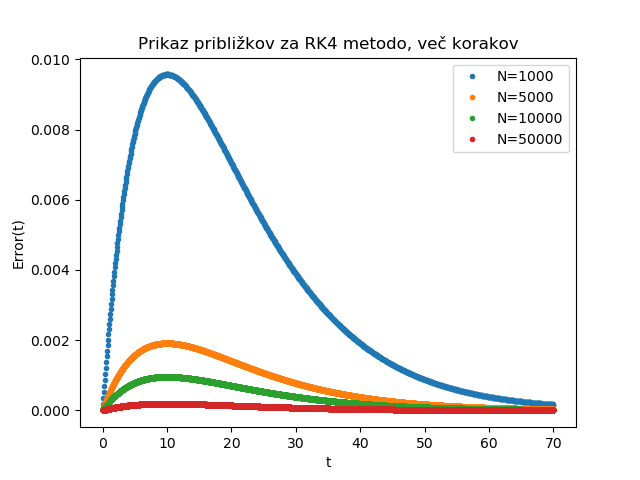 Prikaz približkov za RK4 metodo, več korakov
0.010
0.008
0.006
0.004
0.002
0.000
Error(t)
N=1000
N=5000
N=10000
N=50000
0 10 20 30 40 50 60 70
t